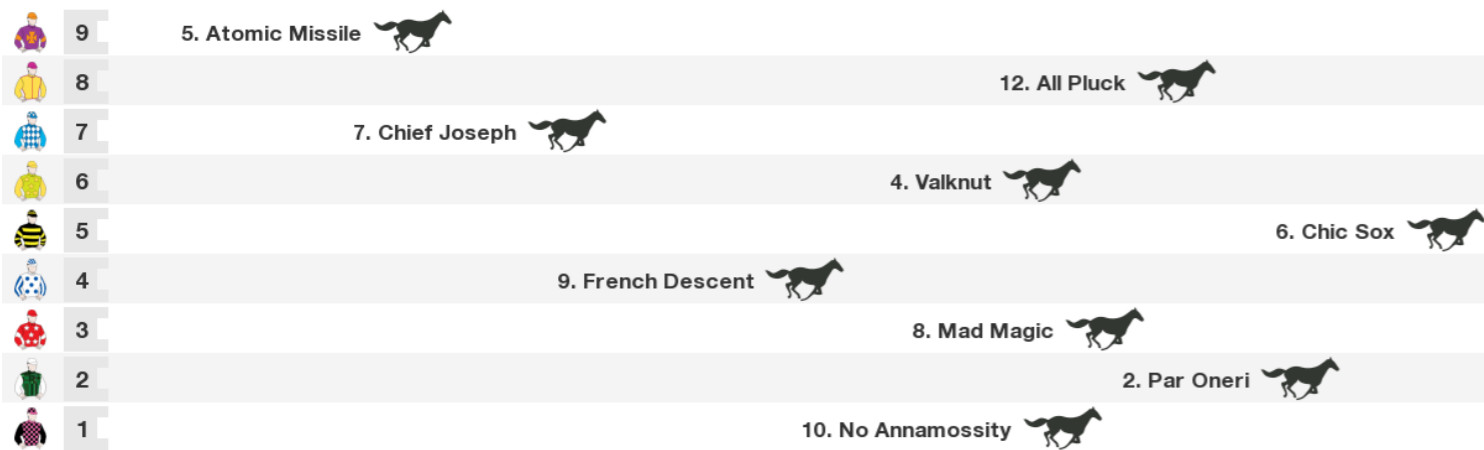 9 5. Atomic Missile
8 12. All Pluck
7 7. Chief Joseph
6 4. Valknut
5 6. Chic Sox
4 9. French Descent
3 8. Mad Magic
2 2. Par Oneri
1 10. No Annamossity